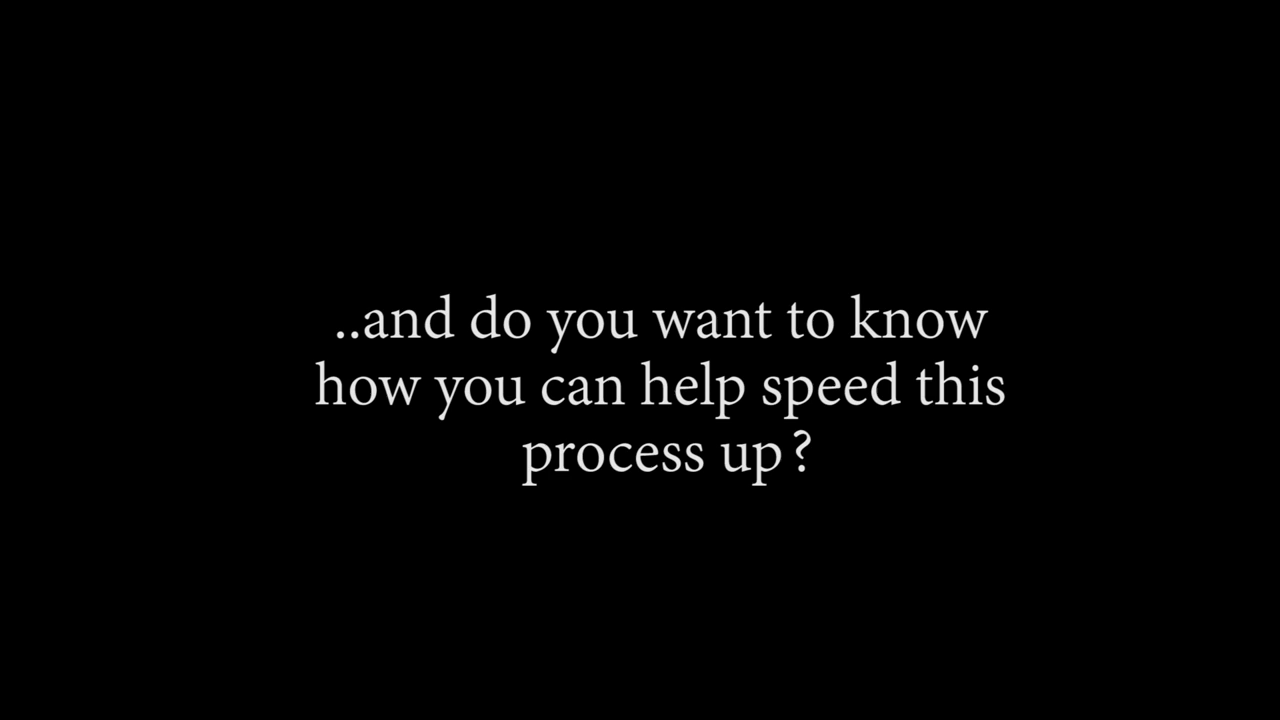 ..and do you want to know
how you can help speed this
process up?